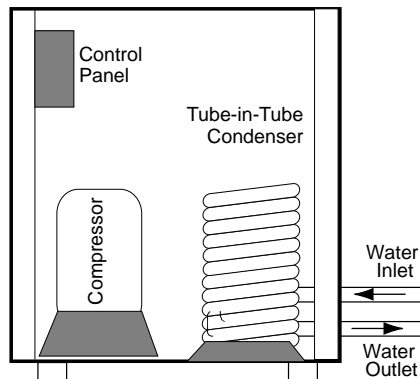 Control
Panel
Tube-in-Tube
Condenser
Compressor
Water
Inlet
Water
Outlet